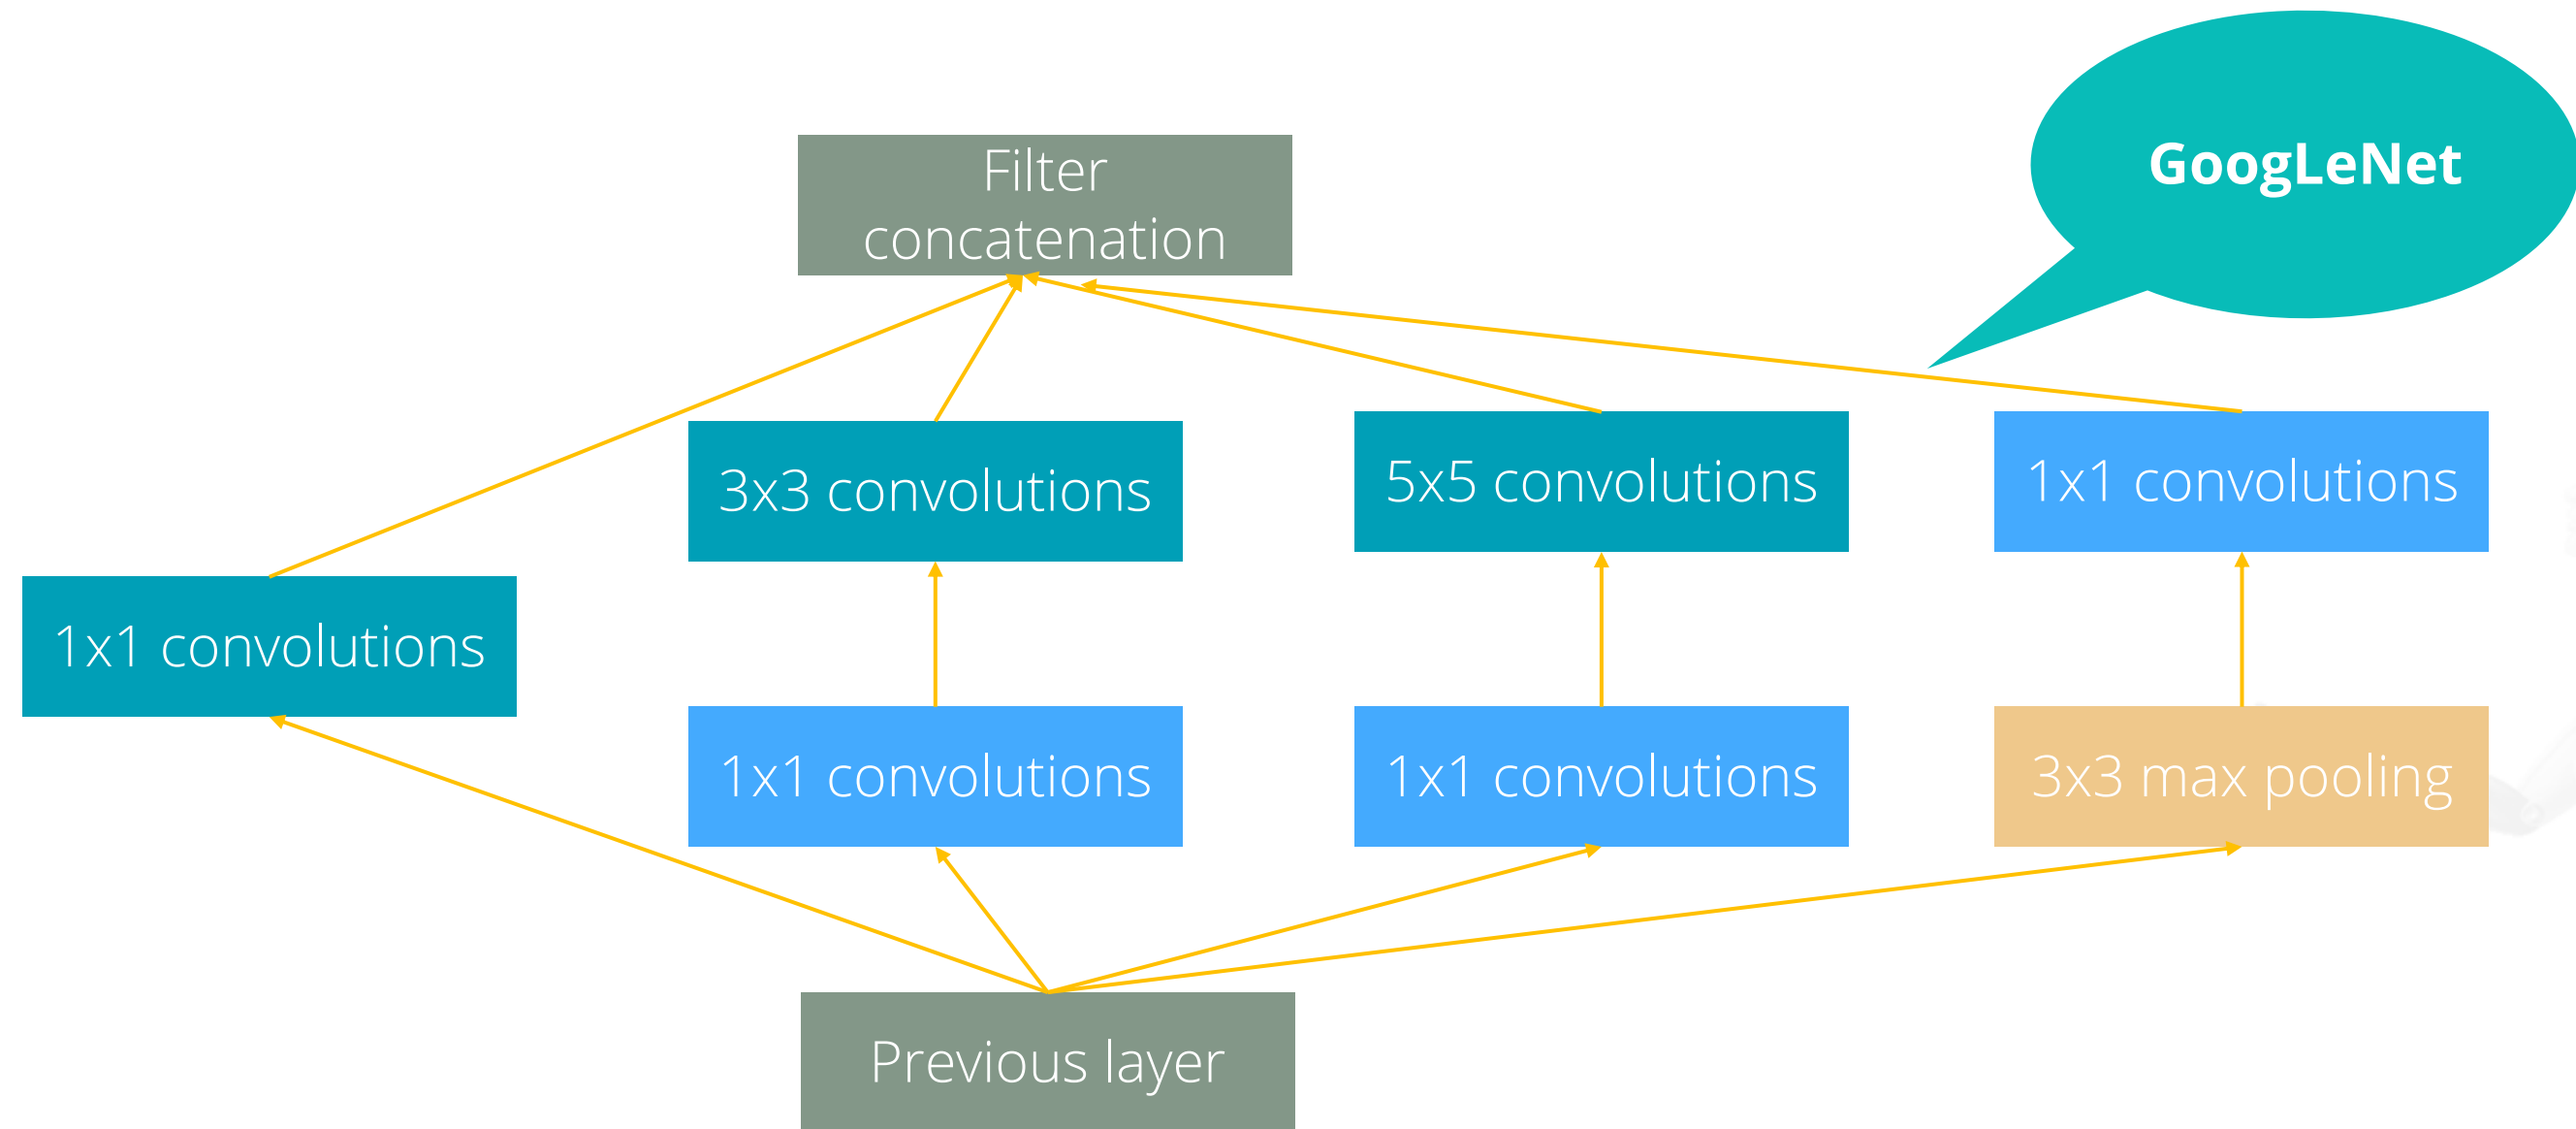 GoogLeNet
Filter
concatenation
3x3 convolutions
5x5 convolutions
1x1 convolutions
1x1 convolutions
1x1 convolutions
1x1 convolutions
3x3 max pooling
Previous layer